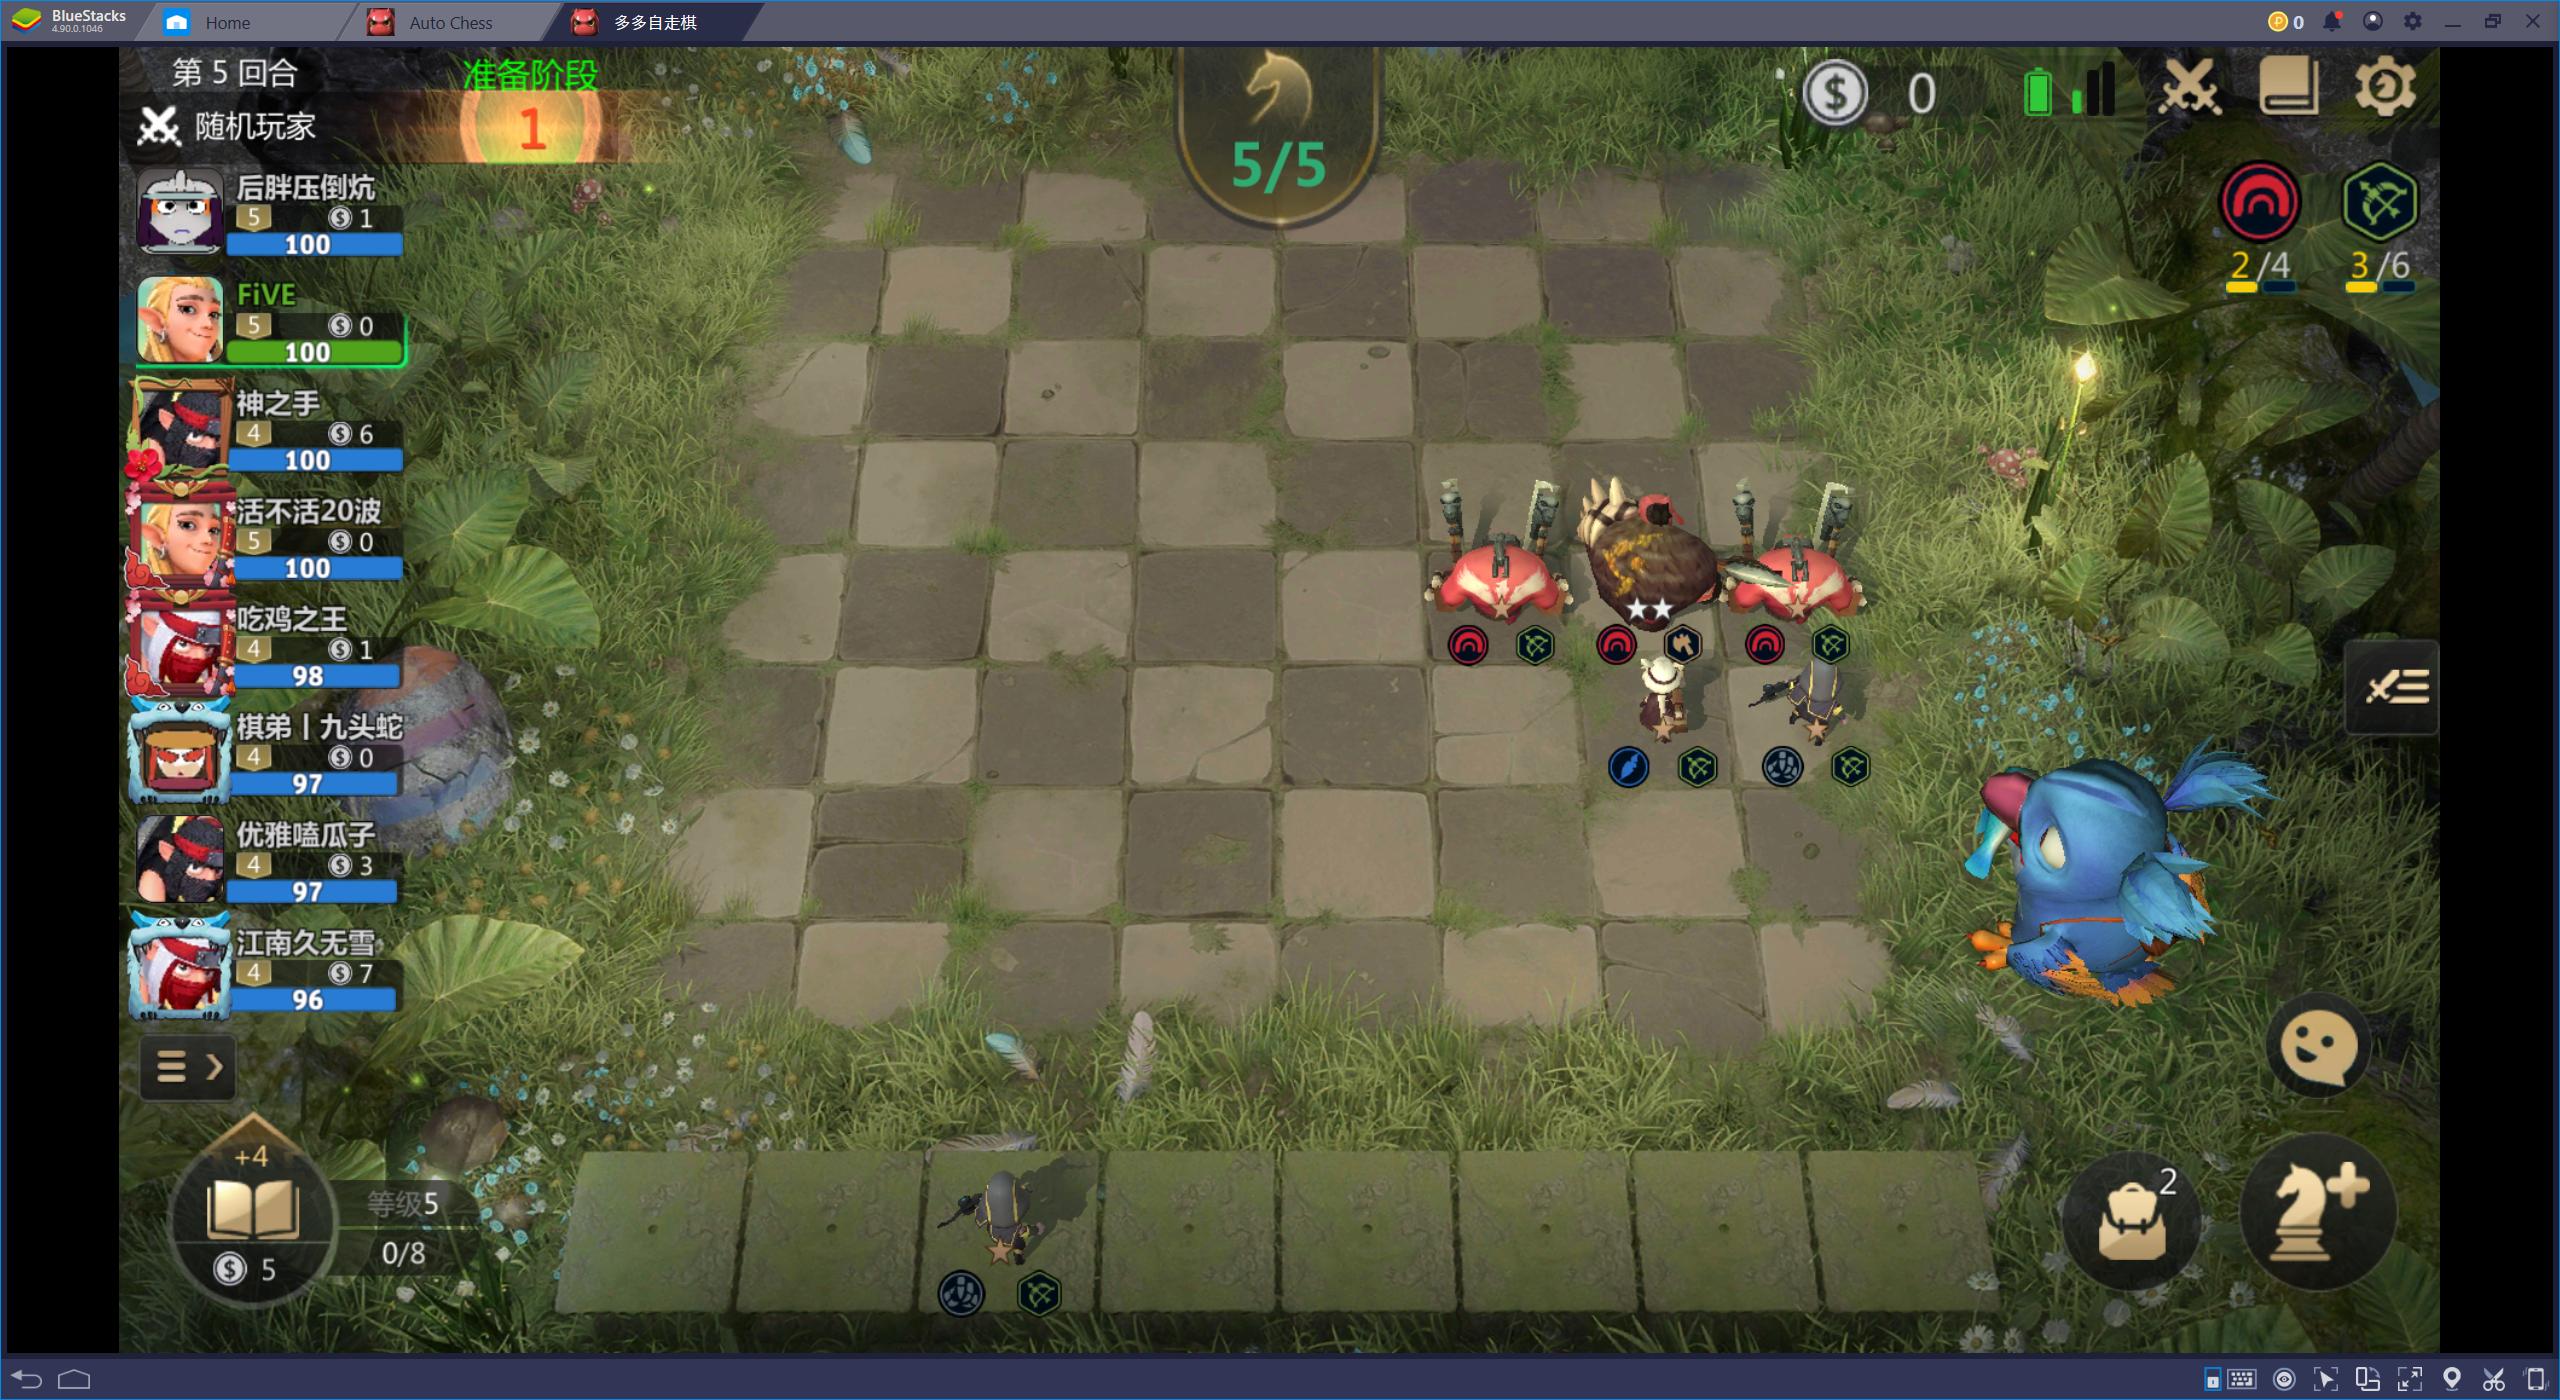 BlueStacks
4.90.0.1046
Home
Auto Chess
多多自走棋
0
第 5 回合
准备阶段
随机玩家
1
5/5
0
后胖压倒炕
5 1
100
FiVE
5 0
100
神之手
4 6
100
活不活20波
5 0
100
吃鸡之王
4 1
98
棋弟丨九头蛇
4 0
97
优雅嗑瓜子
4 3
97
江南久无雪
4 7
96
2/4
3/6
+4
5
等级5
0/8
2